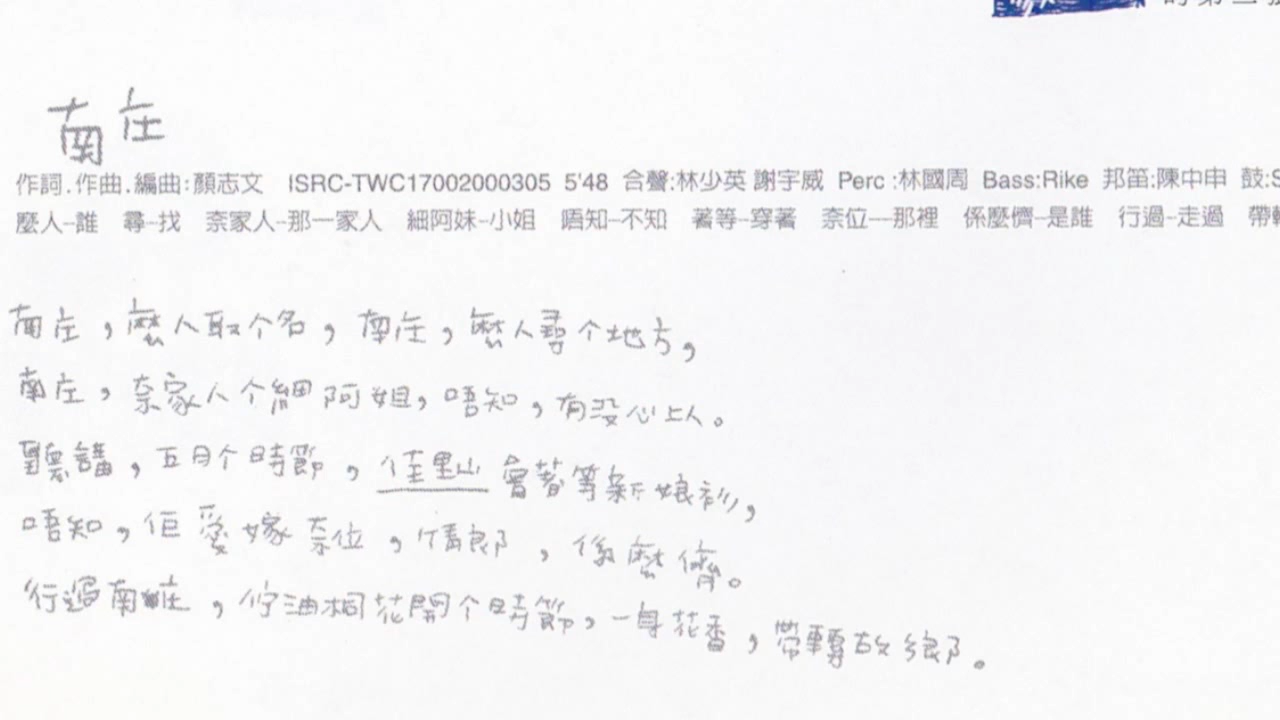 的第二
南庄
作詞.作曲.編曲:顏志文 ISRC-TWC17002000305 5'48 合聲:林少英 謝宇威 Perc :林國周 Bass:Rike 邦笛:陳中申 鼓:S
麼人--誰 尋--找 奈家人--那一家人 細阿妹--小姐 唔知--不知 著等--穿著 奈位---那裡 係麼儕--是誰 行過--走過 帶轉
南庄，麼人取个名，南庄，麼人尋个地方，
南庄，奈家人个細阿妲，唔知，有沒心上人。
聽講，五月个時節，佳里山會著等新娘衫，
唔知，佢愛嫁奈位，情郎，係麼儕。
行過南庄，佇油桐花開个時節，一身花香，帶轉故鄉。